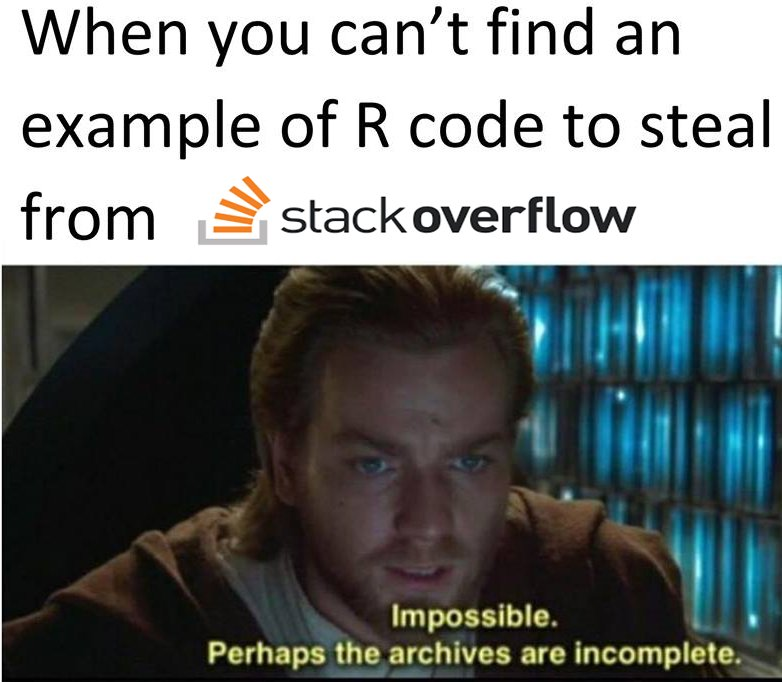 When you can’t find an
example of R code to steal
from stackoverflow
Impossible.
Perhaps the archives are incomplete.